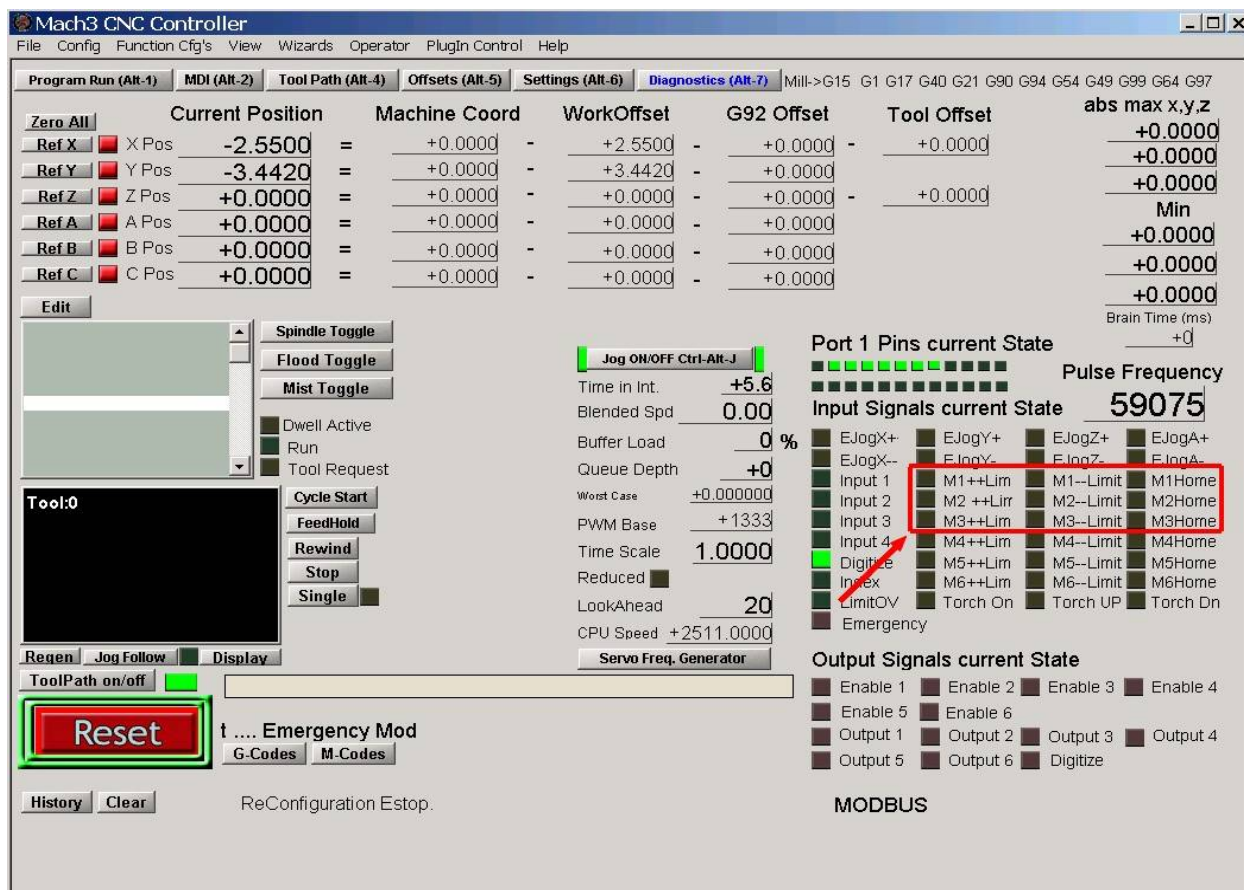 Mach3 CNC Controller
File Config Function Cfg's View Wizards Operator PlugIn Control Help
Program Run (Alt-1) MDI (Alt-2) Tool Path (Alt-4) Offsets (Alt-5) Settings (Alt-6) Diagnostics (Alt-7) Mill->G15 G1 G17 G40 G21 G90 G94 G54 G49 G99 G64 G97
Zero All Current Position Machine Coord WorkOffset G92 Offset Tool Offset abs max x,y,z
Ref X X Pos -2.5500 = +0.0000 - +2.5500 - +0.0000 - +0.0000 +0.0000
Ref Y Y Pos -3.4420 = +0.0000 - +3.4420 - +0.0000 +0.0000
Ref Z Z Pos +0.0000 = +0.0000 - +0.0000 - +0.0000 - +0.0000 +0.0000
Ref A A Pos +0.0000 = +0.0000 - +0.0000 - +0.0000 Min
+0.0000
Ref B B Pos +0.0000 = +0.0000 - +0.0000 - +0.0000 +0.0000
Ref C C Pos +0.0000 = +0.0000 - +0.0000 - +0.0000 +0.0000
Edit
Brain Time (ms)
+0
Spindle Toggle
Flood Toggle
Mist Toggle
Dwell Active
Run
Tool Request
Tool:0
Cycle Start
FeedHold
Rewind
Stop
Single
Regen Jog Follow Display
ToolPath on/off
Reset
t .... Emergency Mod
G-Codes M-Codes
History Clear ReConfiguration Estop.
Jog ON/OFF Ctrl-Alt-J
Time in Int. +5.6
Blended Spd 0.00
Buffer Load 0 %
Queue Depth +0
Worst Case +0.000000
PWM Base +1333
Time Scale 1.0000
Reduced
LookAhead 20
CPU Speed +2511.0000
Servo Freq. Generator
Port 1 Pins current State
Pulse Frequency
59075
Input Signals current State
EJogX+ EJogY+ EJogZ+ EJogA+
EJogX-- EJogY- EJogZ- EJogA-
Input 1 M1++Lim M1--Limit M1Home
Input 2 M2 ++Lim M2--Limit M2Home
Input 3 M3++Lim M3--Limit M3Home
Input 4 M4++Lim M4--Limit M4Home
Digitize M5++Lim M5--Limit M5Home
Index M6++Lim M6--Limit M6Home
LimitOV Torch On Torch UP Torch Dn
Emergency
Output Signals current State
Enable 1 Enable 2 Enable 3 Enable 4
Enable 5 Enable 6
Output 1 Output 2 Output 3 Output 4
Output 5 Output 6 Digitize
MODBUS